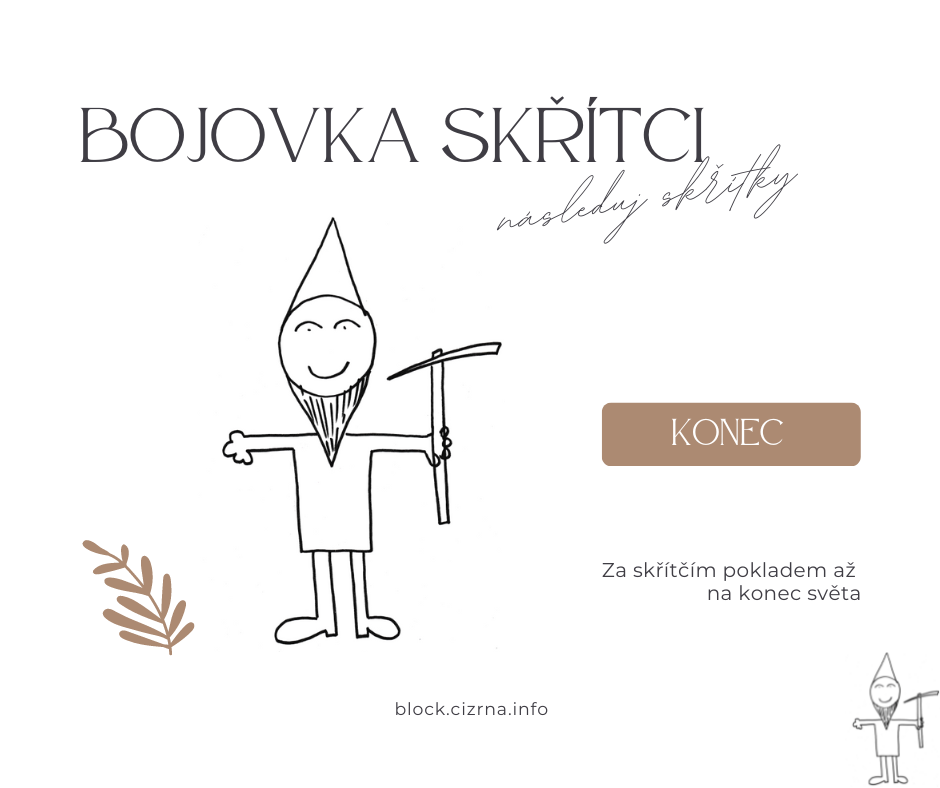 BOJOVKA SKŘÍTCI
následuj skřítky
KONEC
Za skřítčím pokladem až
na konec světa
block.cizrna.info